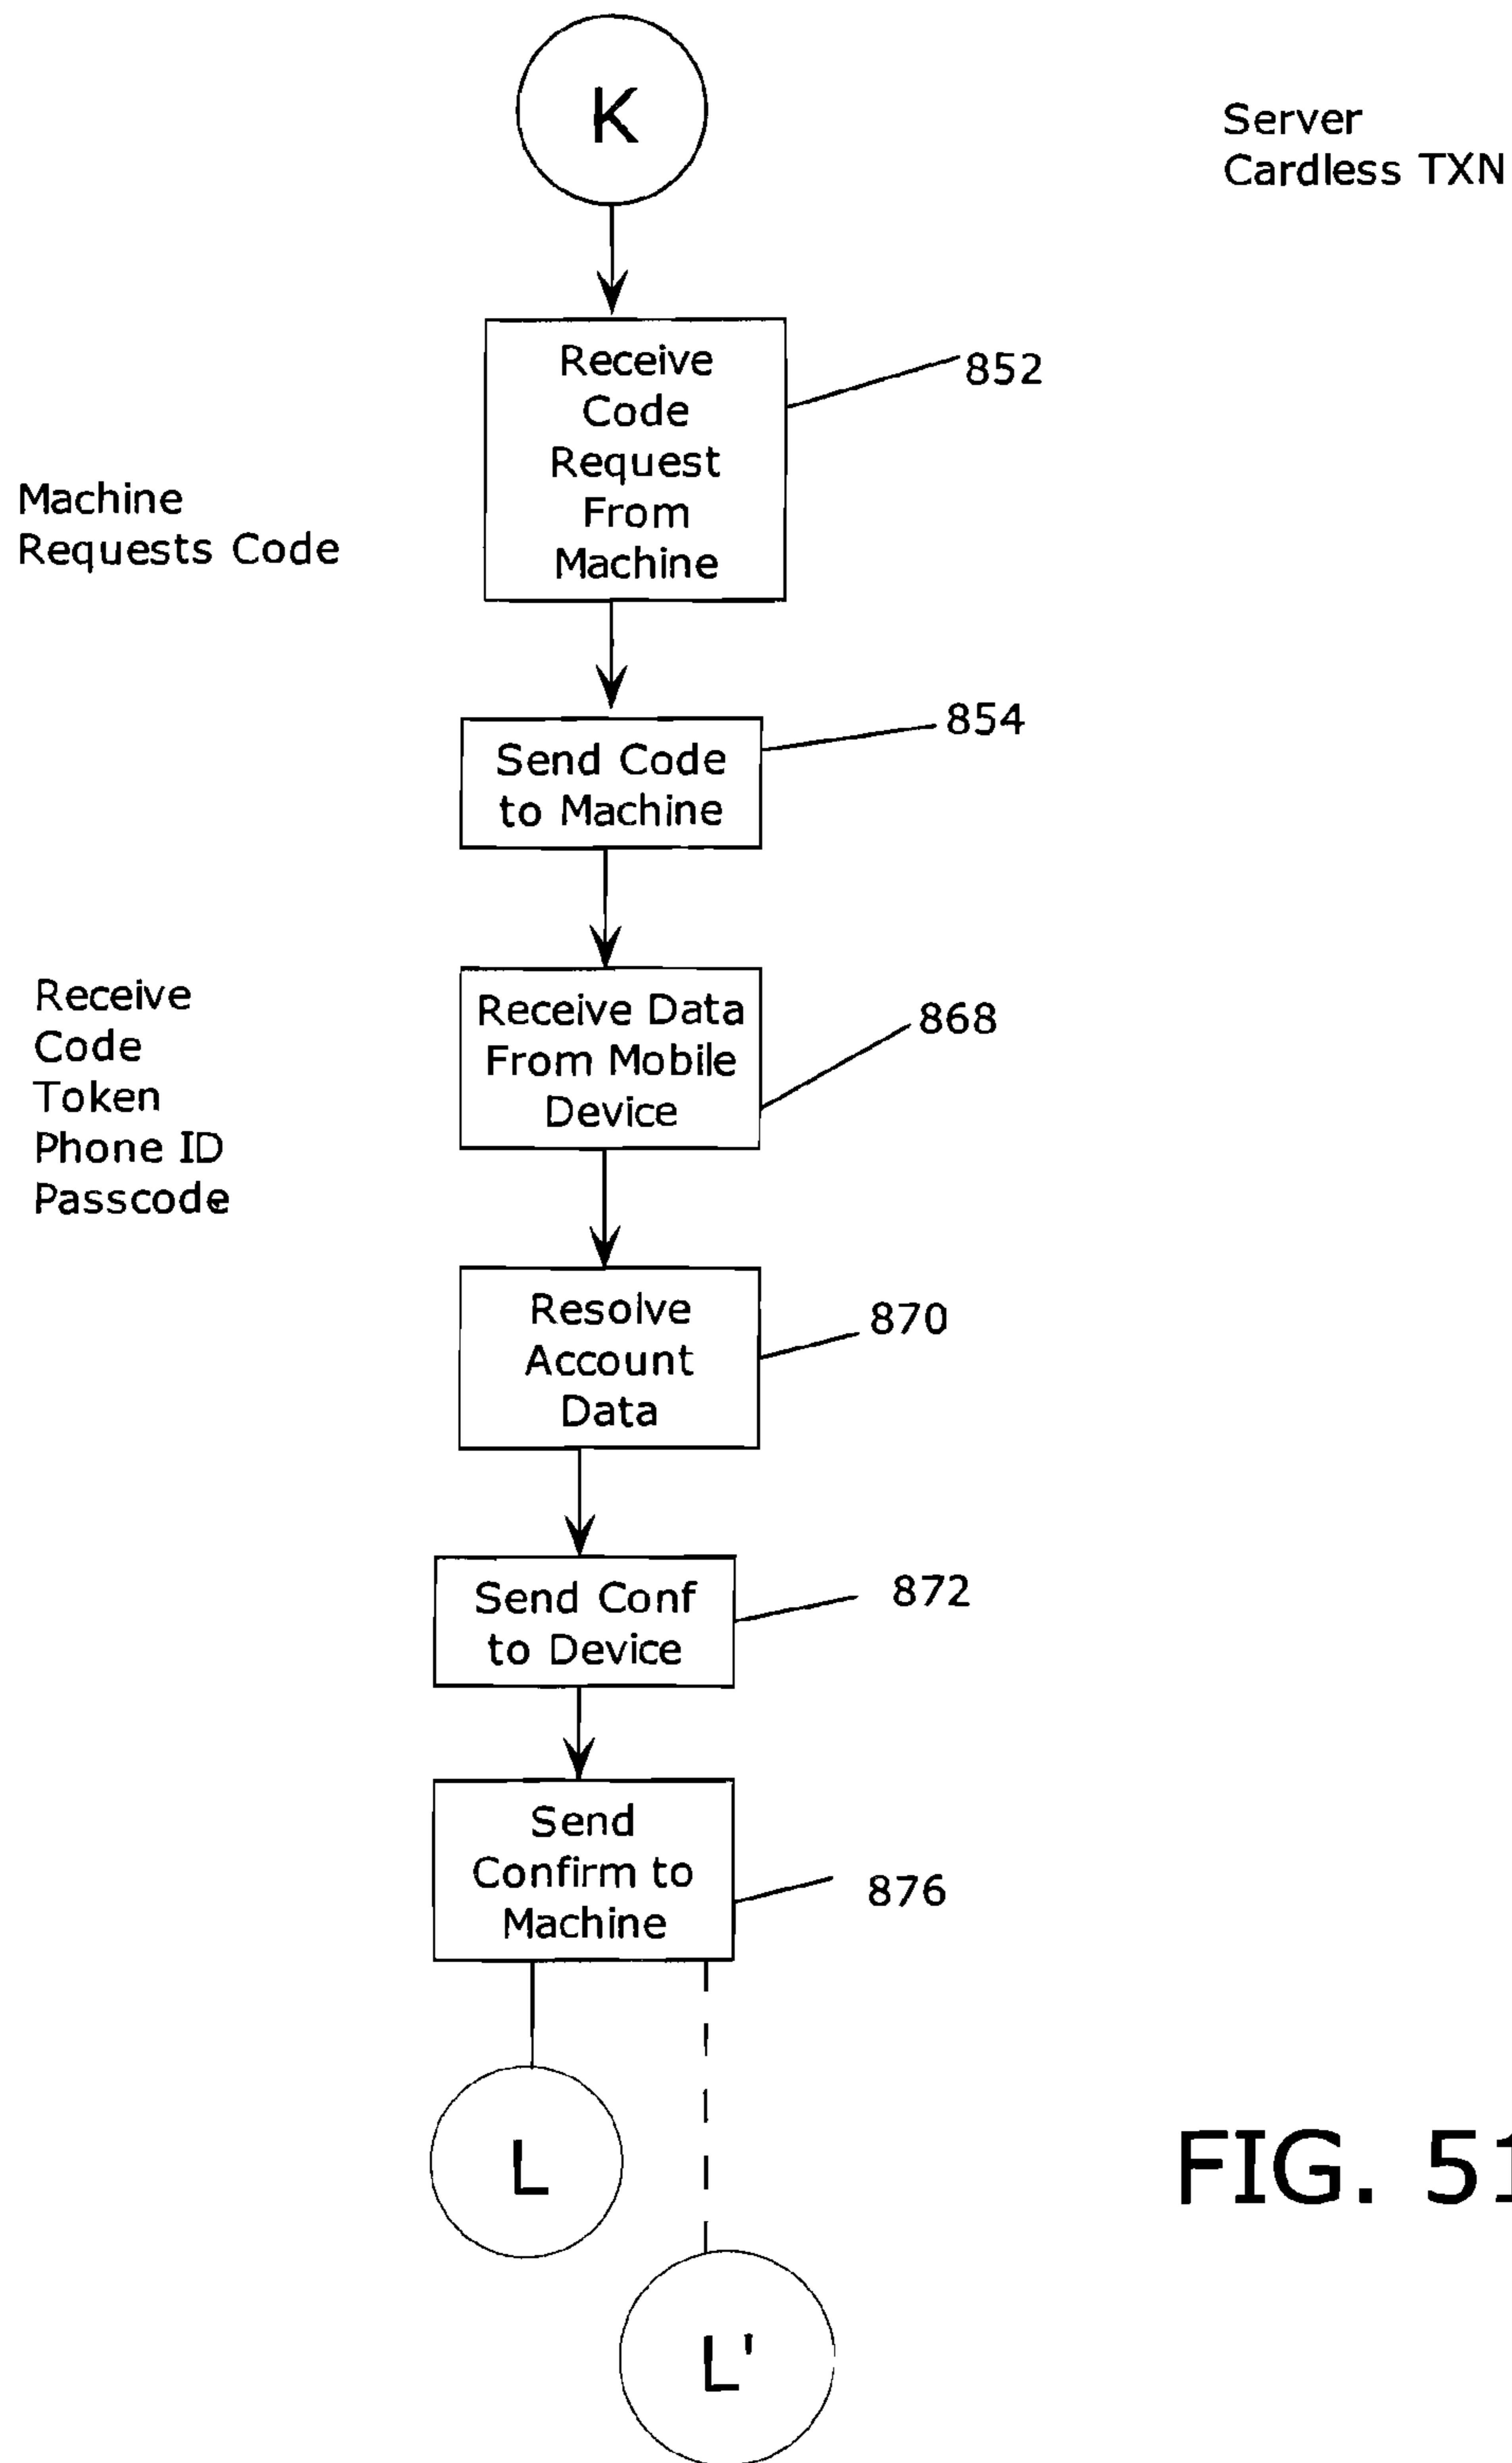 K
Server
Cardless TXN
Receive
Code
Request
From
Machine
852
Machine
Requests Code
Send Code
to Machine
854
Receive Data
From Mobile
Device
868
Receive
Code
Token
Phone ID
Passcode
Resolve
Account
Data
870
Send Conf
to Device
872
Send
Confirm to
Machine
876
L
L'
FIG. 51